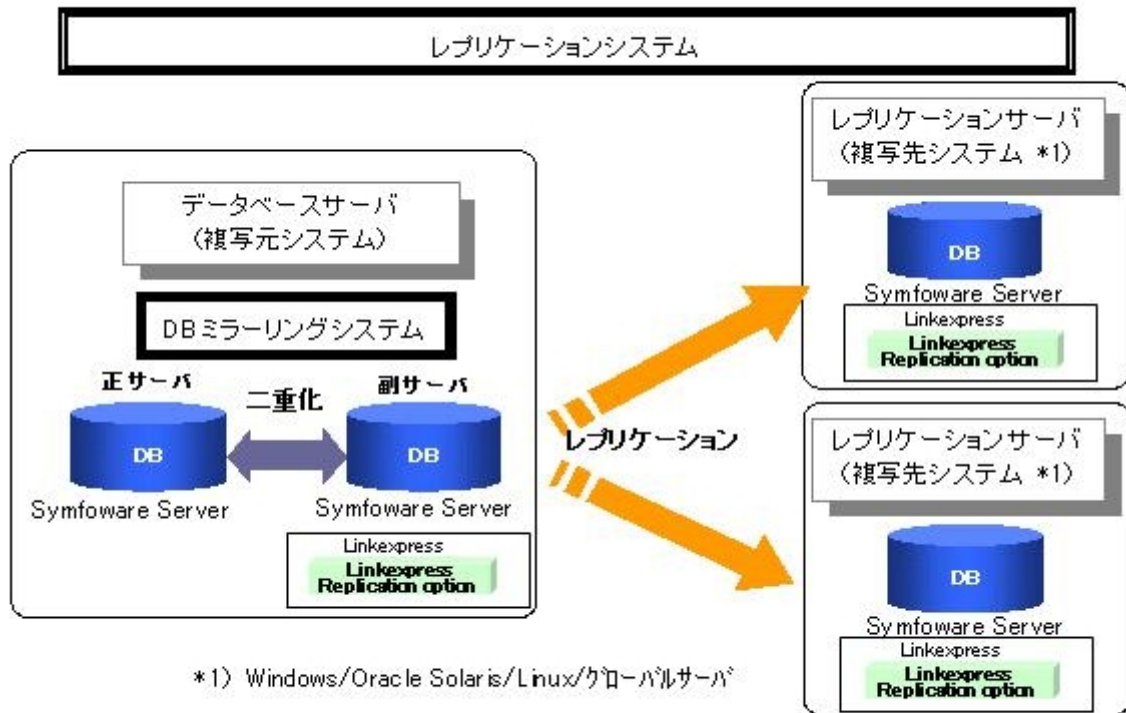 レプリケーションシステム
データベースサーバ
(複写元システム)
DBミラーリングシステム
正サーバ
二重化
副サーバ
DB
DB
Symfoware Server
Symfoware Server
Linkexpress
Linkexpress
Replication option
レプリケーション
レプリケーションサーバ
(複写先システム *1)
DB
Symfoware Server
Linkexpress
Linkexpress
Replication option
レプリケーションサーバ
(複写先システム *1)
DB
Symfoware Server
Linkexpress
Linkexpress
Replication option
*1) Windows/Oracle Solaris/Linux/グローバルサーバ